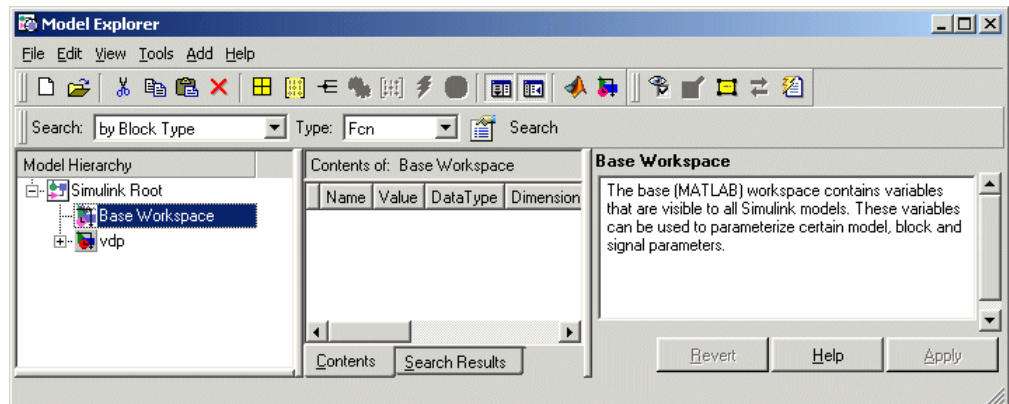 Model Explorer
File Edit View Tools Add Help
Search: by Block Type Type: Fcn Search
Model Hierarchy
Simulink Root
Base Workspace
vdp
Contents of: Base Workspace
Name Value DataType Dimension
Contents Search Results
Base Workspace
The base (MATLAB) workspace contains variables
that are visible to all Simulink models. These variables
can be used to parameterize certain model, block and
signal parameters.
Revert Help Apply